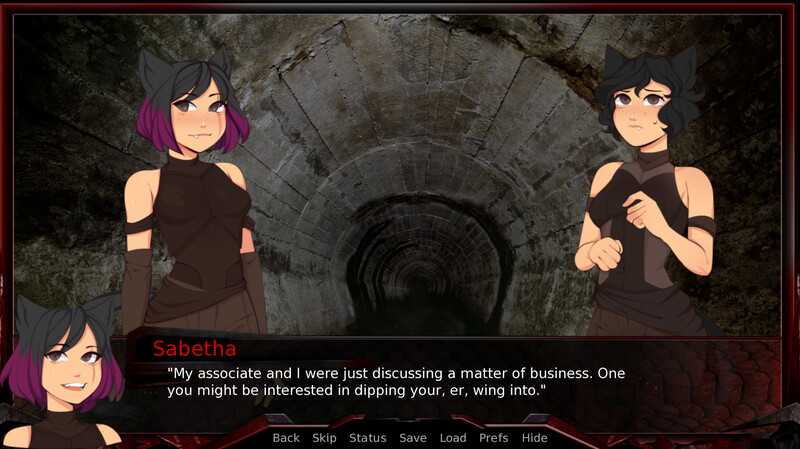 Sabetha
"My associate and I were just discussing a matter of business. One
you might be interested in dipping your, er, wing into."
Back Skip Status Save Load Prefs Hide